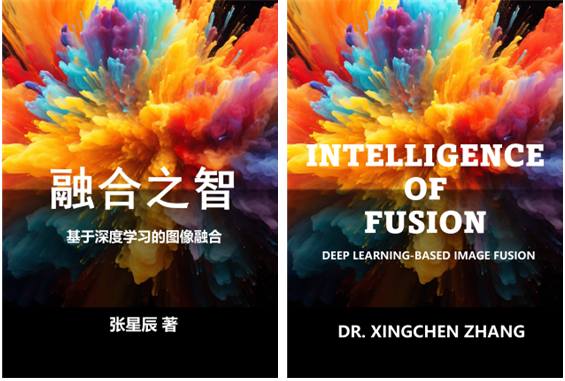 融合之智
基于深度学习的图像融合
张星辰 著
INTELLIGENCE
OF
FUSION
DEEP LEARNING-BASED IMAGE FUSION
DR. XINGCHEN ZHANG